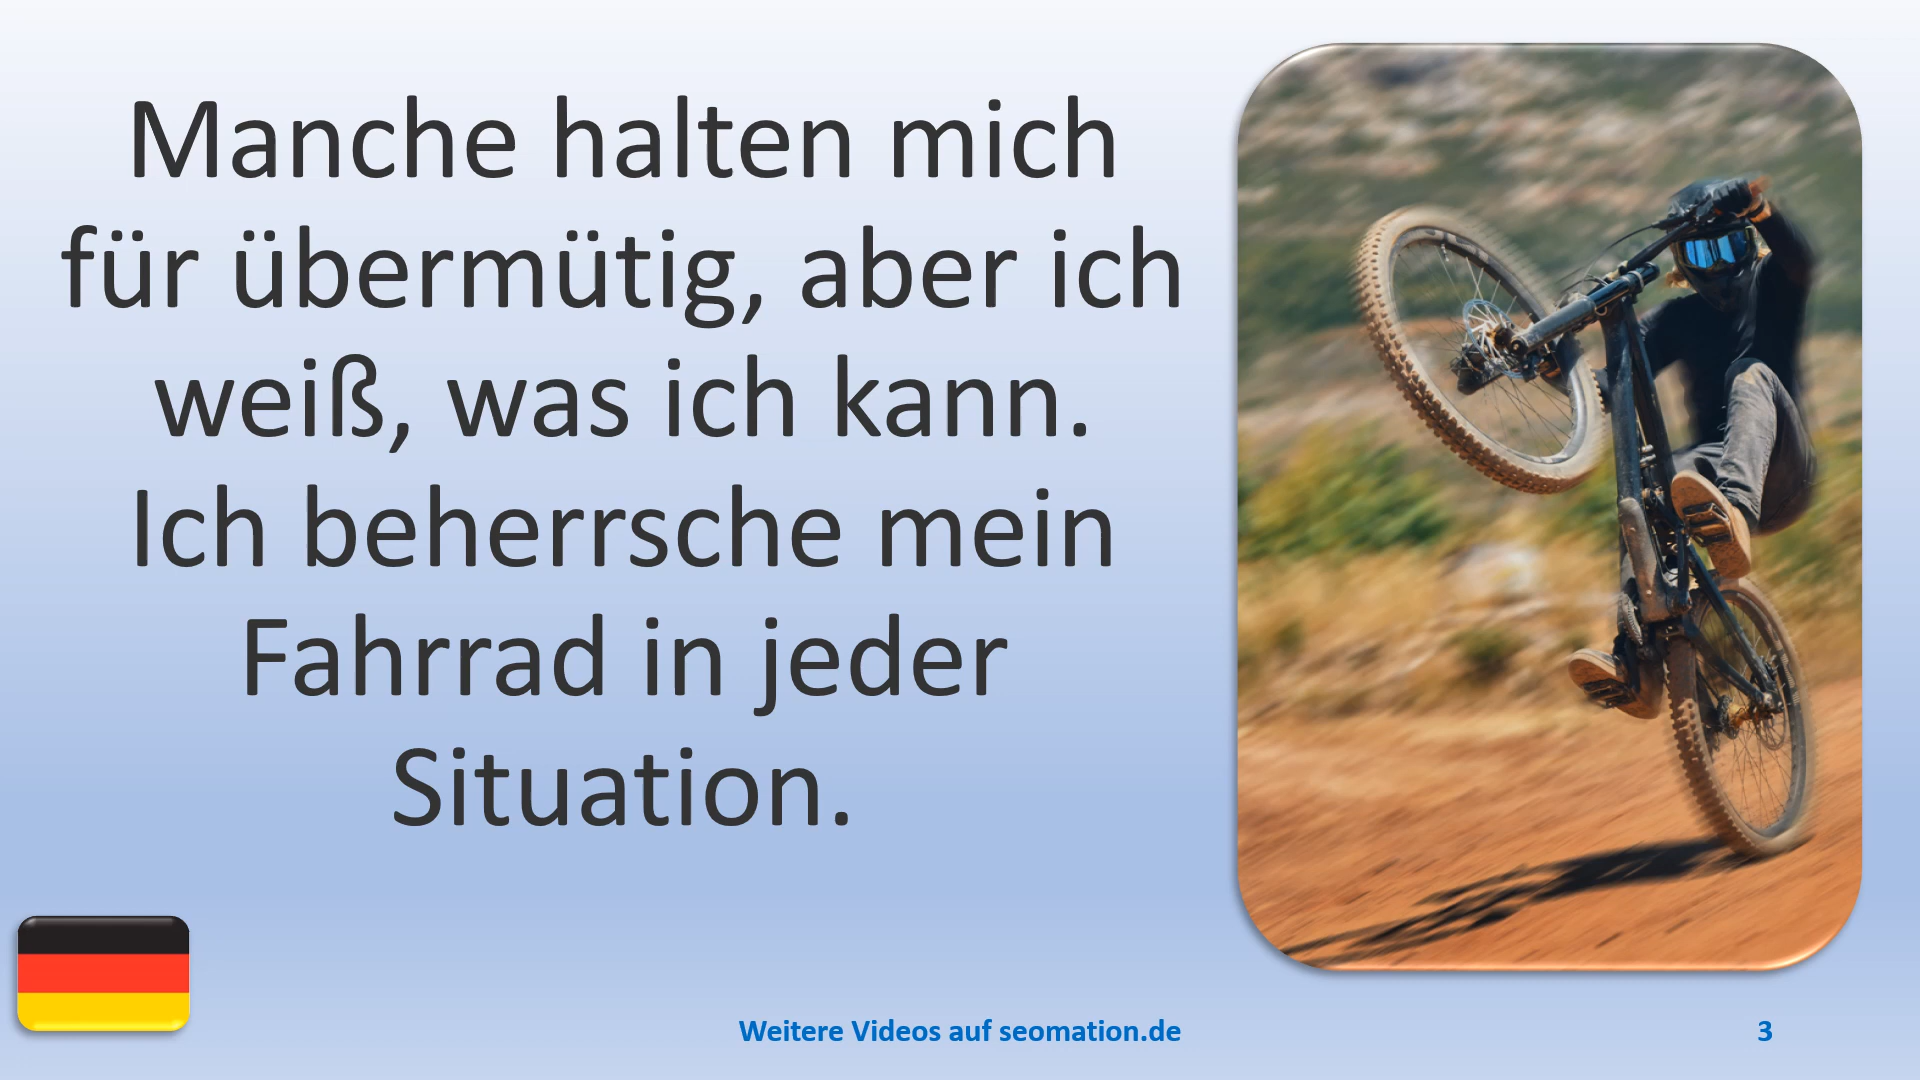 Manche halten mich
für übermütig, aber ich
weiß, was ich kann.
Ich beherrsche mein
Fahrrad in jeder
Situation.
Weitere Videos auf seomation.de
3